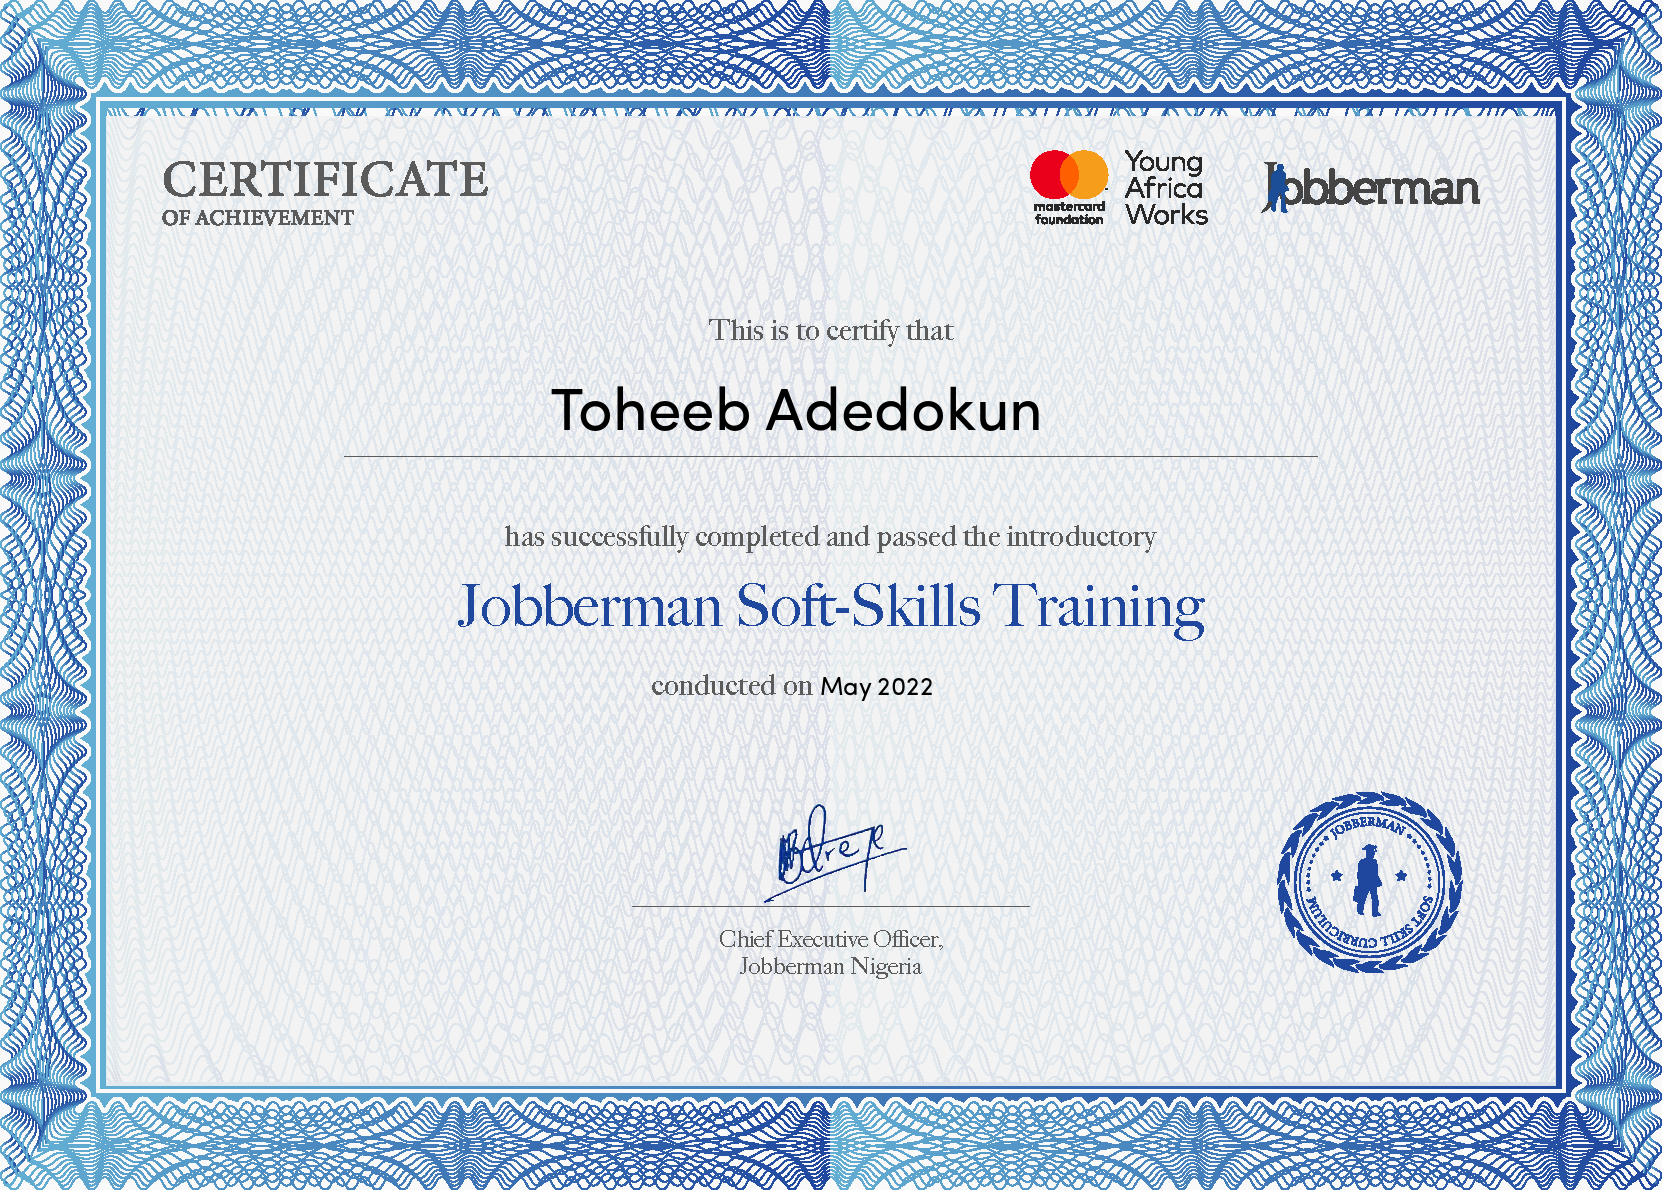 CERTIFICATE
OF ACHIEVEMENT
mastercard
foundation
Young
Africa
Works
Jobberman
This is to certify that
Toheeb Adedokun
has successfully completed and passed the introductory
Jobberman Soft-Skills Training
conducted on May 2022
Chief Executive Officer,
Jobberman Nigeria
JOBBERMAN
SOFT SKILL CURRICULUM